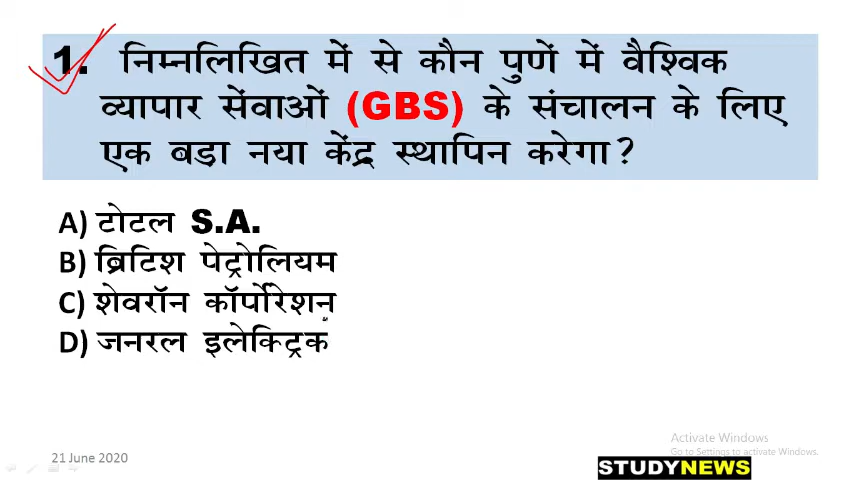 1. निम्नलिखित में से कौन पुणें में वैश्विक
व्यापार सेंवाओं (GBS) के संचालन के लिए
एक बड़ा नया केंद्र स्थापिन करेगा?
A) टोटल S.A.
B) ब्रिटिश पेट्रोलियम
C) शेवरॉन कॉर्पोरेशन
D) जनरल इलेक्ट्रिक
Activate Windows
Go to Settings to activate Windows.
21 June 2020
STUDYNEWS